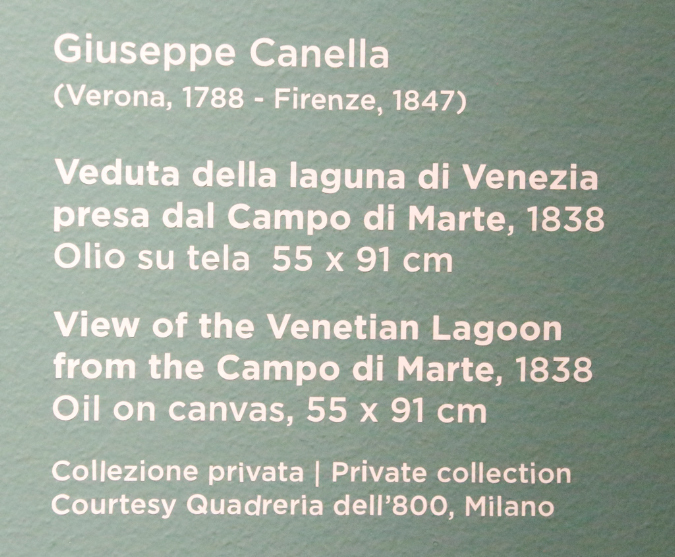 Giuseppe Canella
(Verona, 1788 - Firenze, 1847)
Veduta della laguna di Venezia
presa dal Campo di Marte, 1838
Olio su tela 55 x 91 cm
View of the Venetian Lagoon
from the Campo di Marte, 1838
Oil on canvas, 55 x 91 cm
Collezione privata | Private collection
Courtesy Quadreria dell'800, Milano